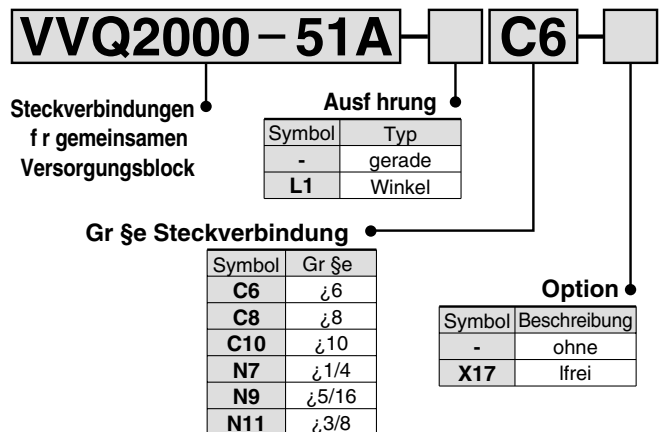 VVQ2000-51A- C6-
Steckverbindungen
f r gemeinsamen
Versorgungsblock
Ausf hrung
Symbol Typ
- gerade
L1 Winkel
Gr §e Steckverbindung
Symbol Gr §e
C6 ¿6
C8 ¿8
C10 ¿10
N7 ¿1/4
N9 ¿5/16
N11 ¿3/8
Option
Symbol Beschreibung
- ohne
X17 lfrei